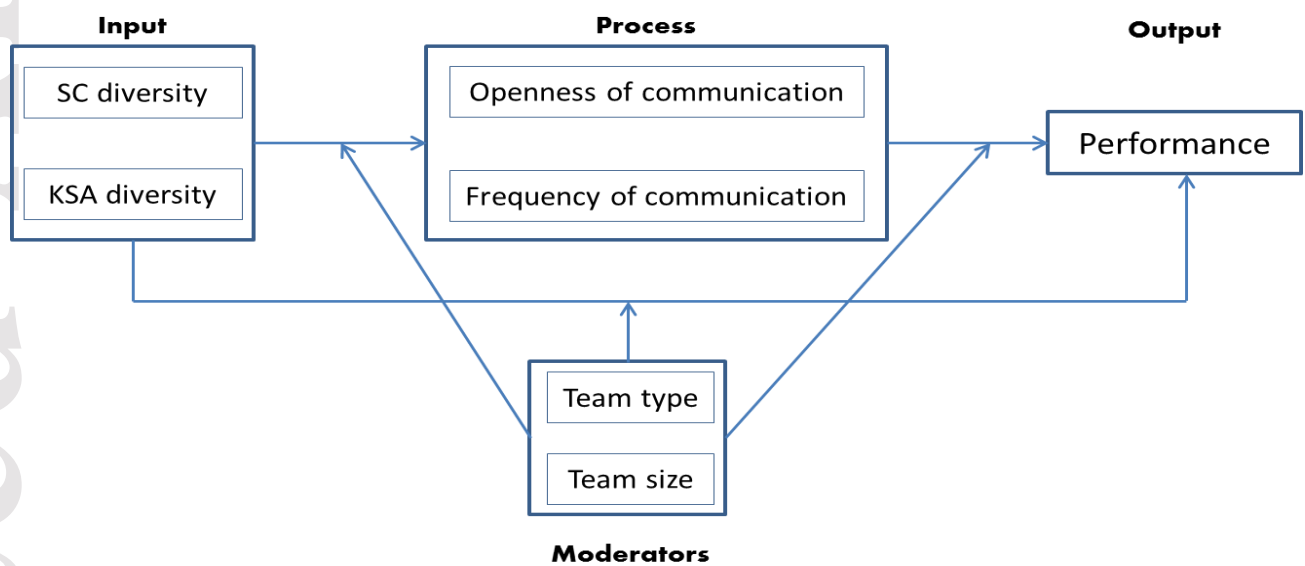 Input
Process
Output
SC diversity
KSA diversity
Openness of communication
Frequency of communication
Performance
Team type
Team size
Moderators